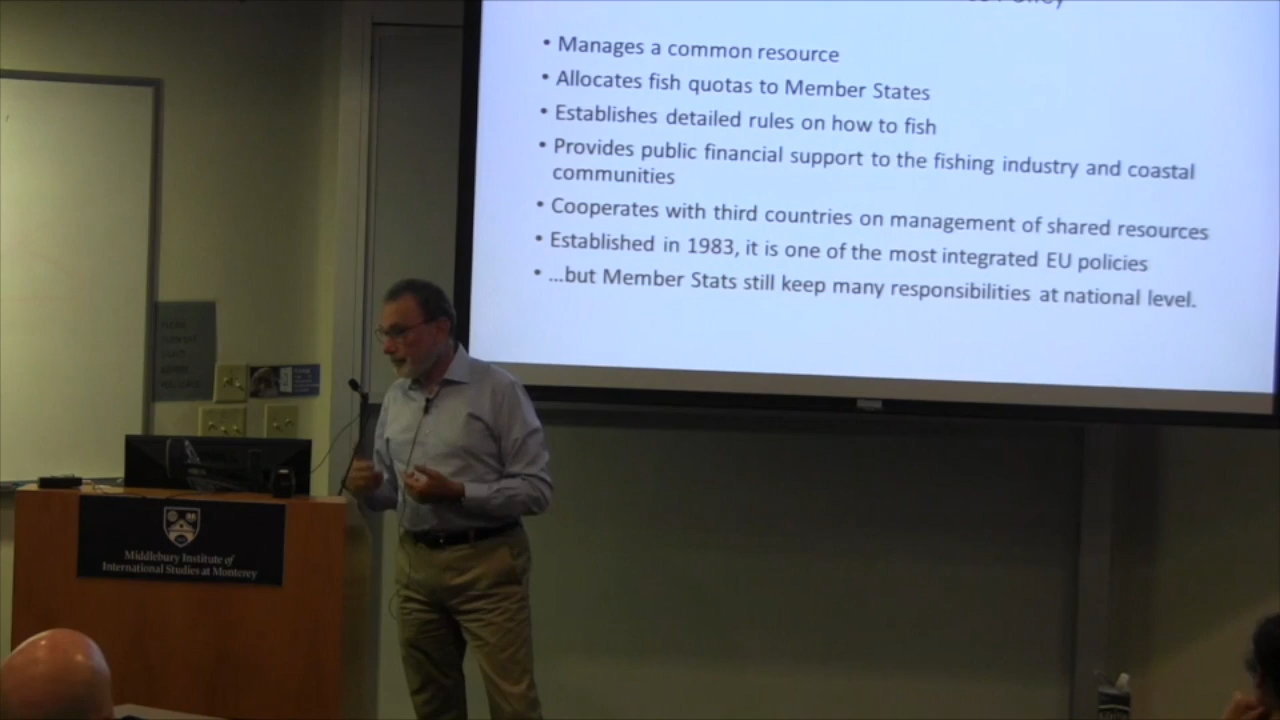 • Manages a common resource
• Allocates fish quotas to Member States
• Establishes detailed rules on how to fish
• Provides public financial support to the fishing industry and coastal
communities
• Cooperates with third countries on management of shared resources
• Established in 1983, it is one of the most integrated EU policies
• ...but Member Stats still keep many responsibilities at national level.
Middlebury Institute of
International Studies at Monterey